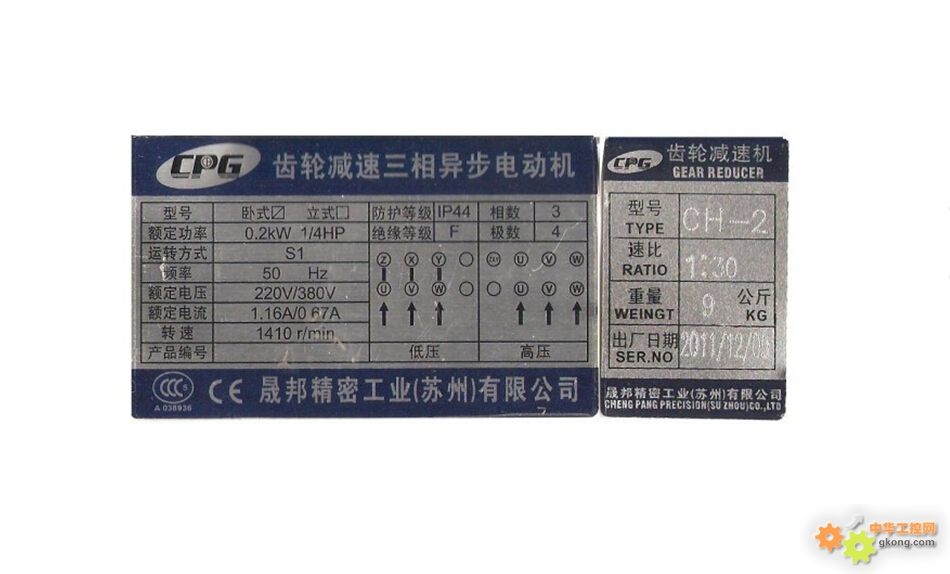 CPG 齿轮减速三相异步电动机
型号 卧式☑ 立式☐ 防护等级 IP44 相数 3
额定功率 0.2kW 1/4HP 绝缘等级 F 极数 4
运转方式 S1
频率 50 Hz
额定电压 220V/380V
额定电流 1.16A/0.67A
转速 1410 r/min
产品编号
Z X Y U V W
U V W U V W
低压 高压
CCC S CE 晟邦精密工业(苏州)有限公司
A 038936
CPG 齿轮减速机
GEAR REDUCER
型号
TYPE CH-2
速比
RATIO 1:30
重量 9 公斤
WEINGT KG
出厂日期
SER.NO 2011/12/0
晟邦精密工业(苏州)有限公司
CHENG PANG PRECISION(SU ZHOU)CO.,LTD
中华工控网
gkong.com